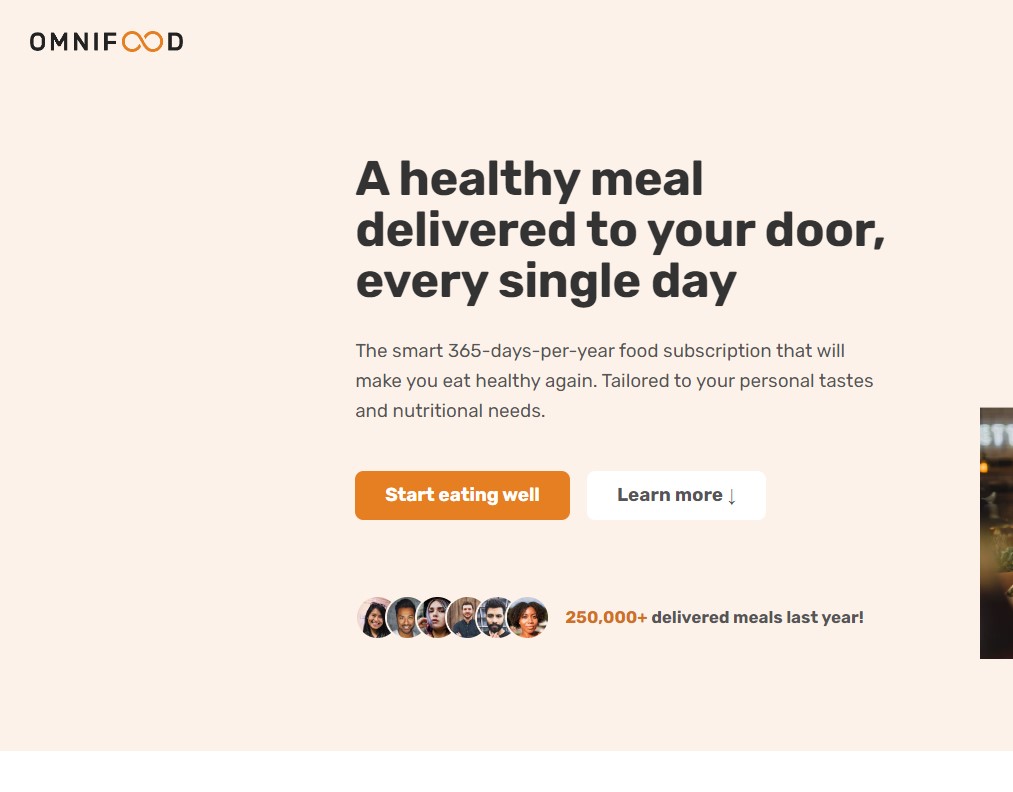 OMNIFOOD
A healthy meal
delivered to your door,
every single day
The smart 365-days-per-year food subscription that will
make you eat healthy again. Tailored to your personal tastes
and nutritional needs.
Start eating well
Learn more ↓
250,000+ delivered meals last year!